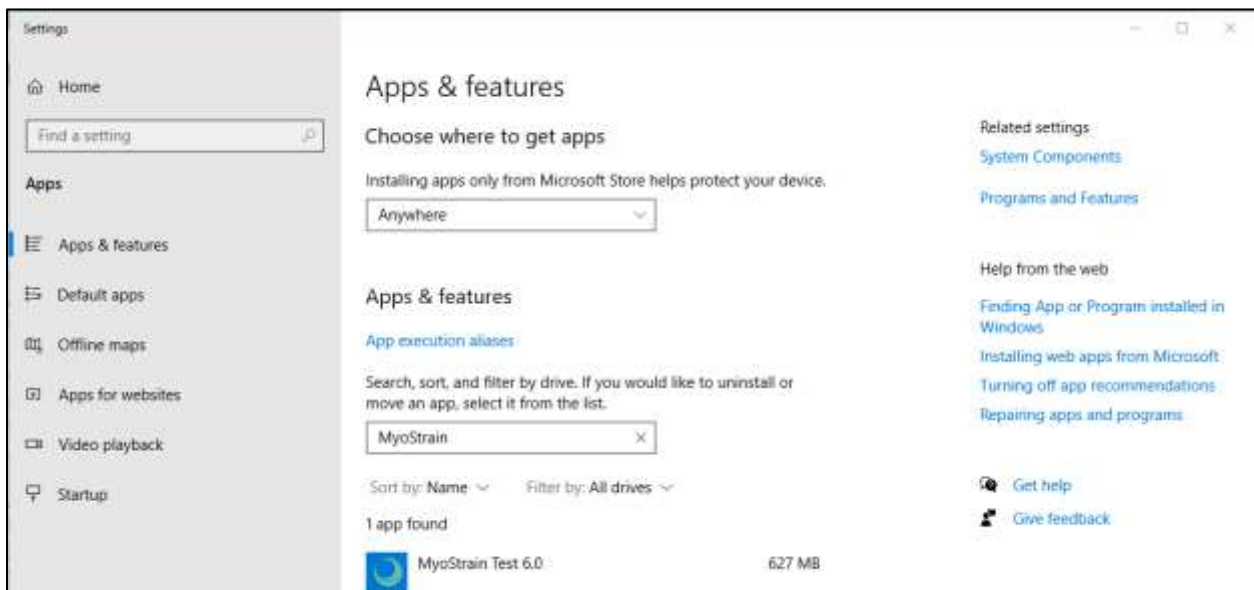 Settings
Home
Find a setting
Apps
Apps & features
Default apps
Offline maps
Apps for websites
Video playback
Startup
Apps & features
Choose where to get apps
Installing apps only from Microsoft Store helps protect your device.
Anywhere
Apps & features
App execution aliases
Search, sort, and filter by drive. If you would like to uninstall or
move an app, select it from the list.
MyoStrain
Sort by: Name Filter by: All drives
1 app found
MyoStrain Test 6.0 627 MB
Related settings
System Components
Programs and Features
Help from the web
Finding App or Program installed in
Windows
Installing web apps from Microsoft
Turning off app recommendations
Repairing apps and programs
Get help
Give feedback